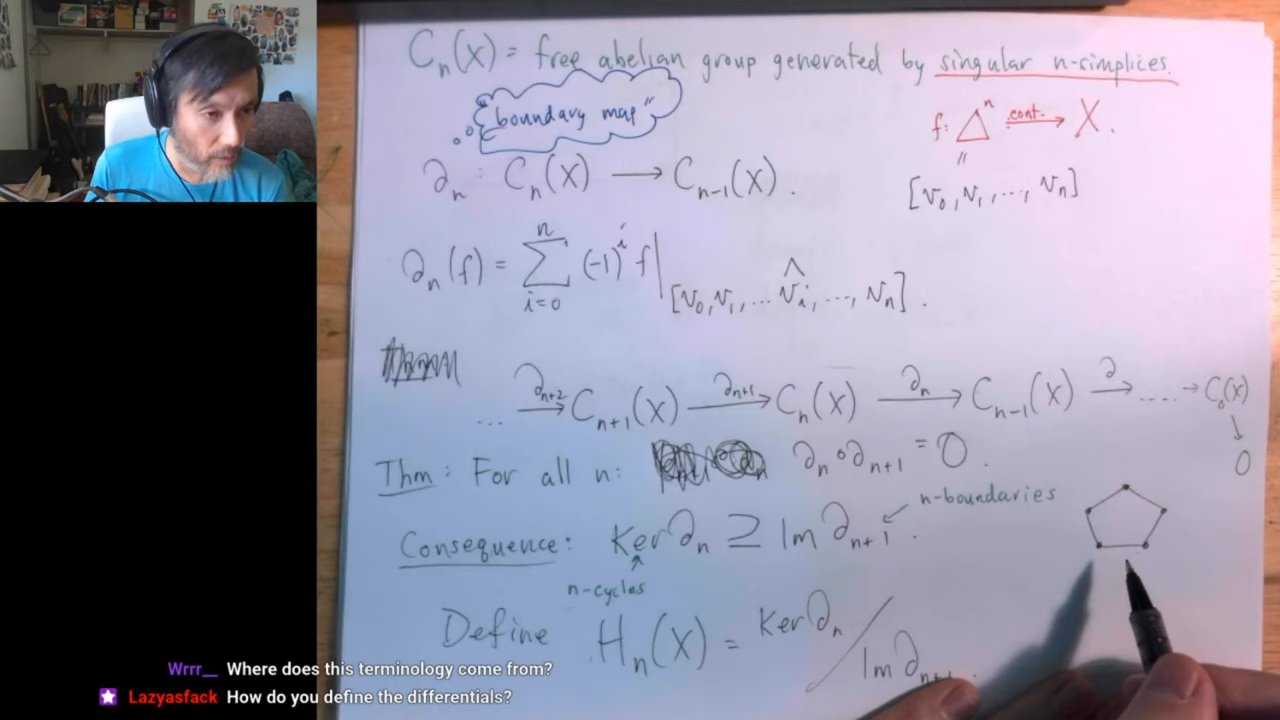 Cₙ(X) = free abelian group generated by singular n-simplices.
"boundary map"
f: Δⁿ cont. → X.
∂ₙ : Cₙ(X) → Cₙ₋₁(X).
=
[v₀, v₁, ..., vₙ]
∂ₙ(f) = Σᵢ₌₀ⁿ (-1)ⁱ f|[v₀, v₁, ... v̂ᵢ, ..., vₙ].
... →∂ₙ₊₂ Cₙ₊₁(X) →∂ₙ₊₁ Cₙ(X) →∂ₙ Cₙ₋₁(X) →∂ ..... → C₀(X)
↓
0
Thm: For all n: ∂ₙ∘∂ₙ₊₁ = 0.
n-boundaries
Consequence: Ker ∂ₙ ⊇ Im ∂ₙ₊₁.
n-cycles
Define Hₙ(X) = Ker ∂ₙ / Im ∂ₙ₊₁.
Wrrr__ Where does this terminology come from?
Lazyasfack How do you define the differentials?